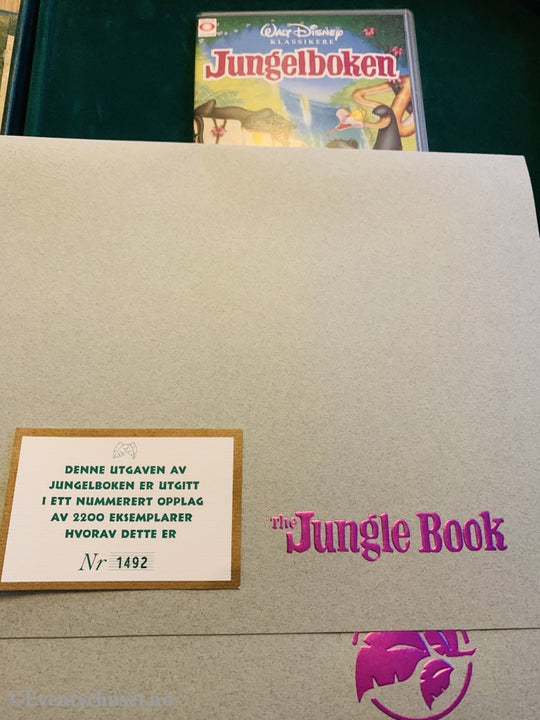 Walt Disney
KLASSIKERE
Jungelboken
DENNE UTGAVEN AV
JUNGELBOKEN ER UTGITT
I ETT NUMMERERT OPPLAG
AV 2200 EKSEMPLARER
HVORAV DETTE ER
Nr 1492
The Jungle Book
©Eventyrhuset.no